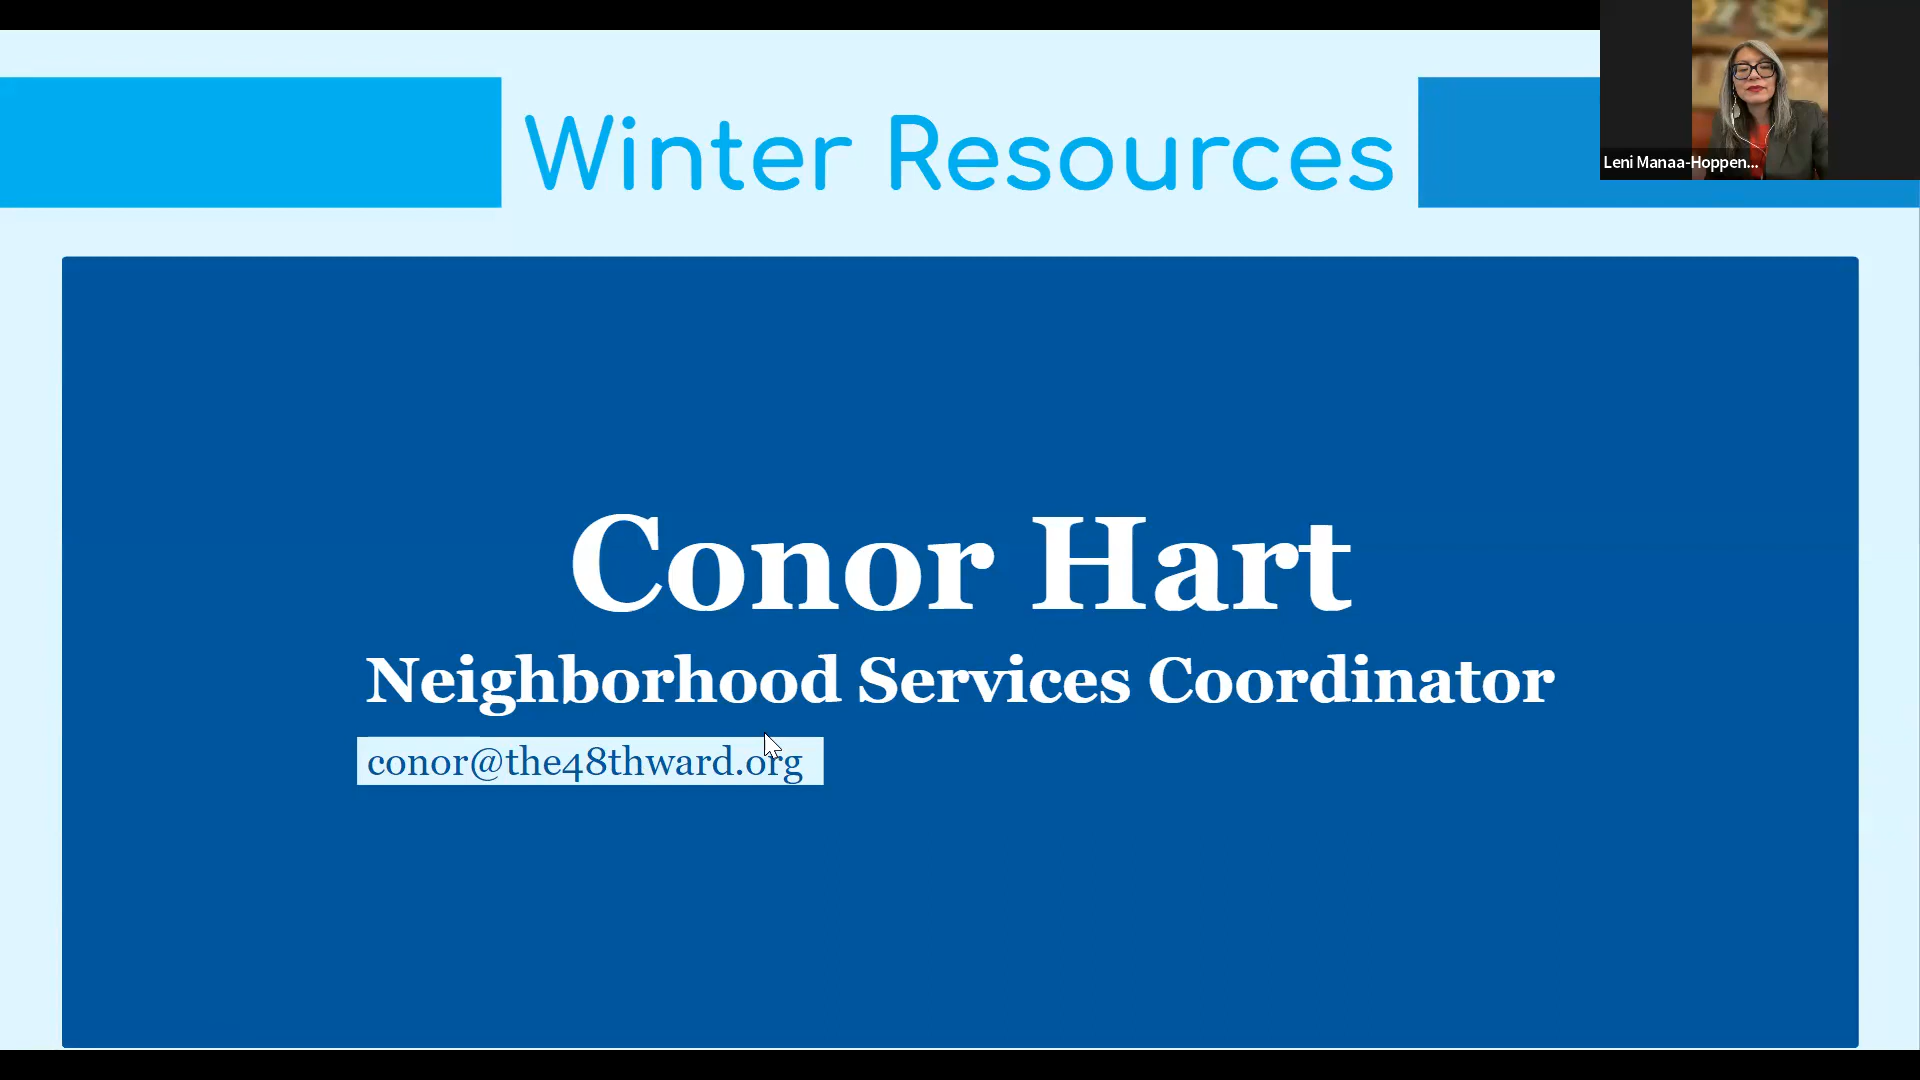 Winter Resources
Leni Manaa-Hoppen...
Conor Hart
Neighborhood Services Coordinator
conor@the48thward.org